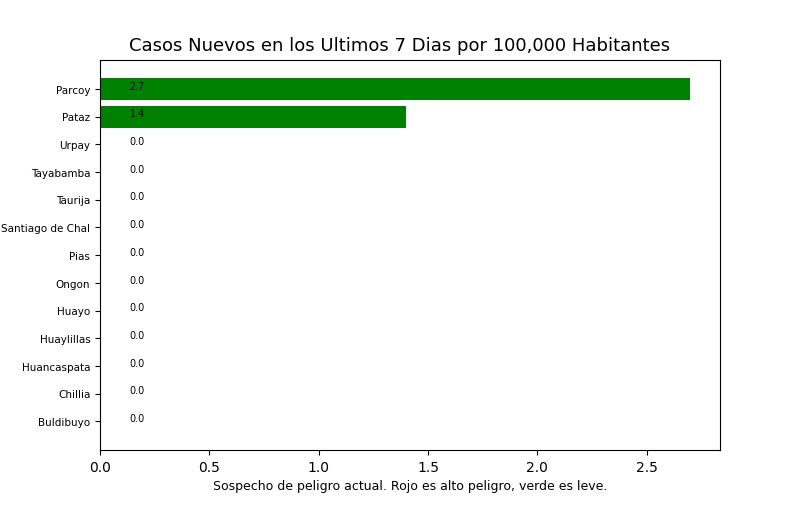 Casos Nuevos en los Ultimos 7 Dias por 100,000 Habitantes
Parcoy 2.7
Pataz 1.4
Urpay 0.0
Tayabamba 0.0
Taurija 0.0
Santiago de Chal 0.0
Pias 0.0
Ongon 0.0
Huayo 0.0
Huaylillas 0.0
Huancaspata 0.0
Chillia 0.0
Buldibuyo 0.0
0.0 0.5 1.0 1.5 2.0 2.5
Sospecho de peligro actual. Rojo es alto peligro, verde es leve.